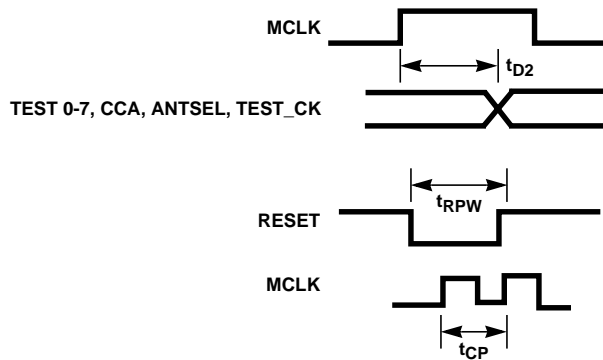 MCLK
tD2
TEST 0-7, CCA, ANTSEL, TEST_CK
tRPW
RESET
MCLK
tCP